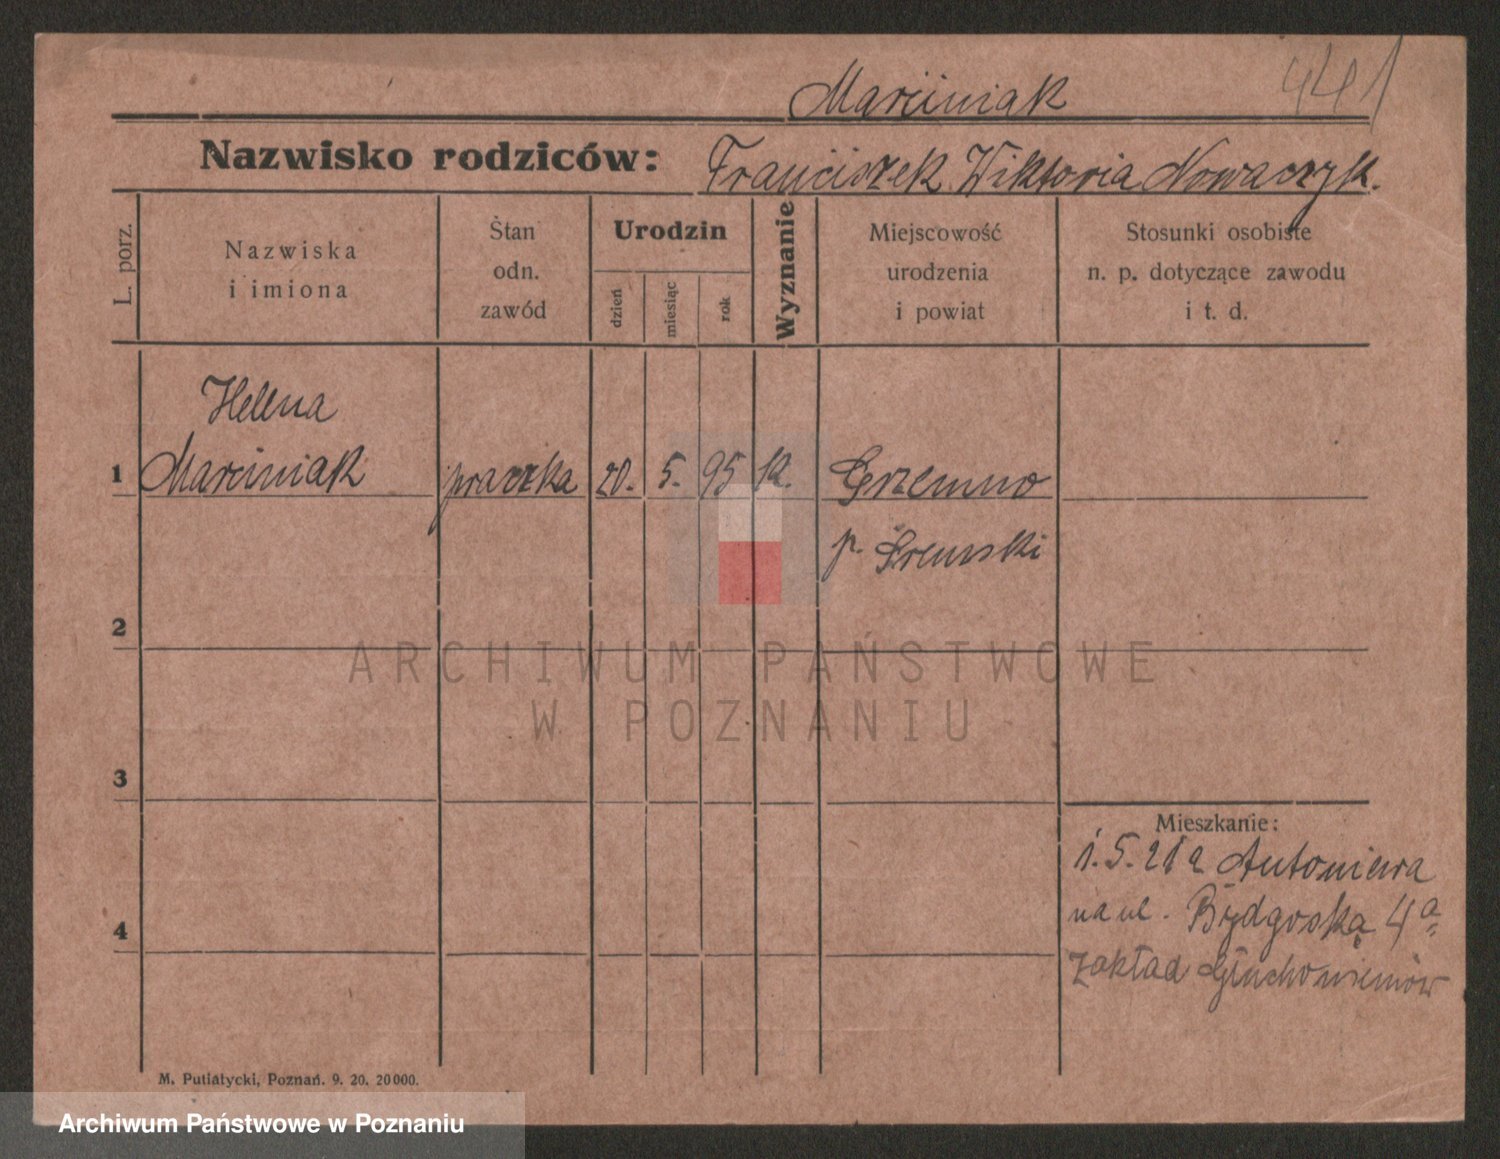 Marciniak
441
Nazwisko rodziców: Franciszek Wiktoria Nowaczyk.
L. porz.
Nazwiska
i imiona
Stan
odn.
zawód
Urodzin
dzień
miesiąc
rok
Wyznanie
Miejscowość
urodzenia
i powiat
Stosunki osobiste
n. p. dotyczące zawodu
i t. d.
Helena
1 Marciniak praczka 20. 5. 95 k. Grzemno
p. Śremski
2
ARCHIWUM PAŃSTWOWE
W POZNANIU
3
4
Mieszkanie:
1. 5. 21 z Antoniewa
na ul. Bydgoską 4a
zakład Głuchoniemów
M. Putiatycki, Poznań. 9. 20. 20000.
Archiwum Państwowe w Poznaniu